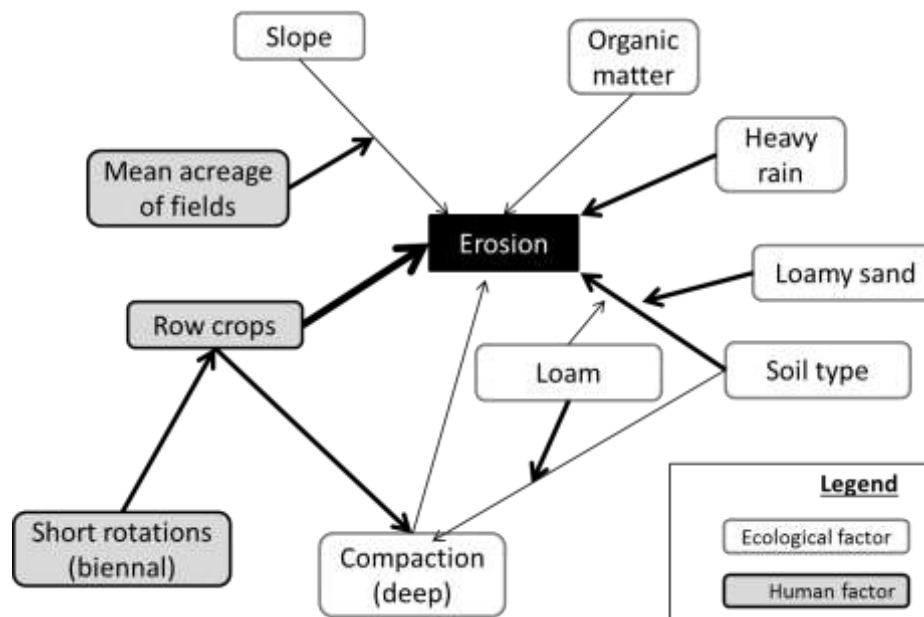 Slope
Organic
matter
Heavy
rain
Mean acreage
of fields
Erosion
Loamy sand
Row crops
Loam
Soil type
Short rotations
(biennal)
Compaction
(deep)
Legend
Ecological factor
Human factor